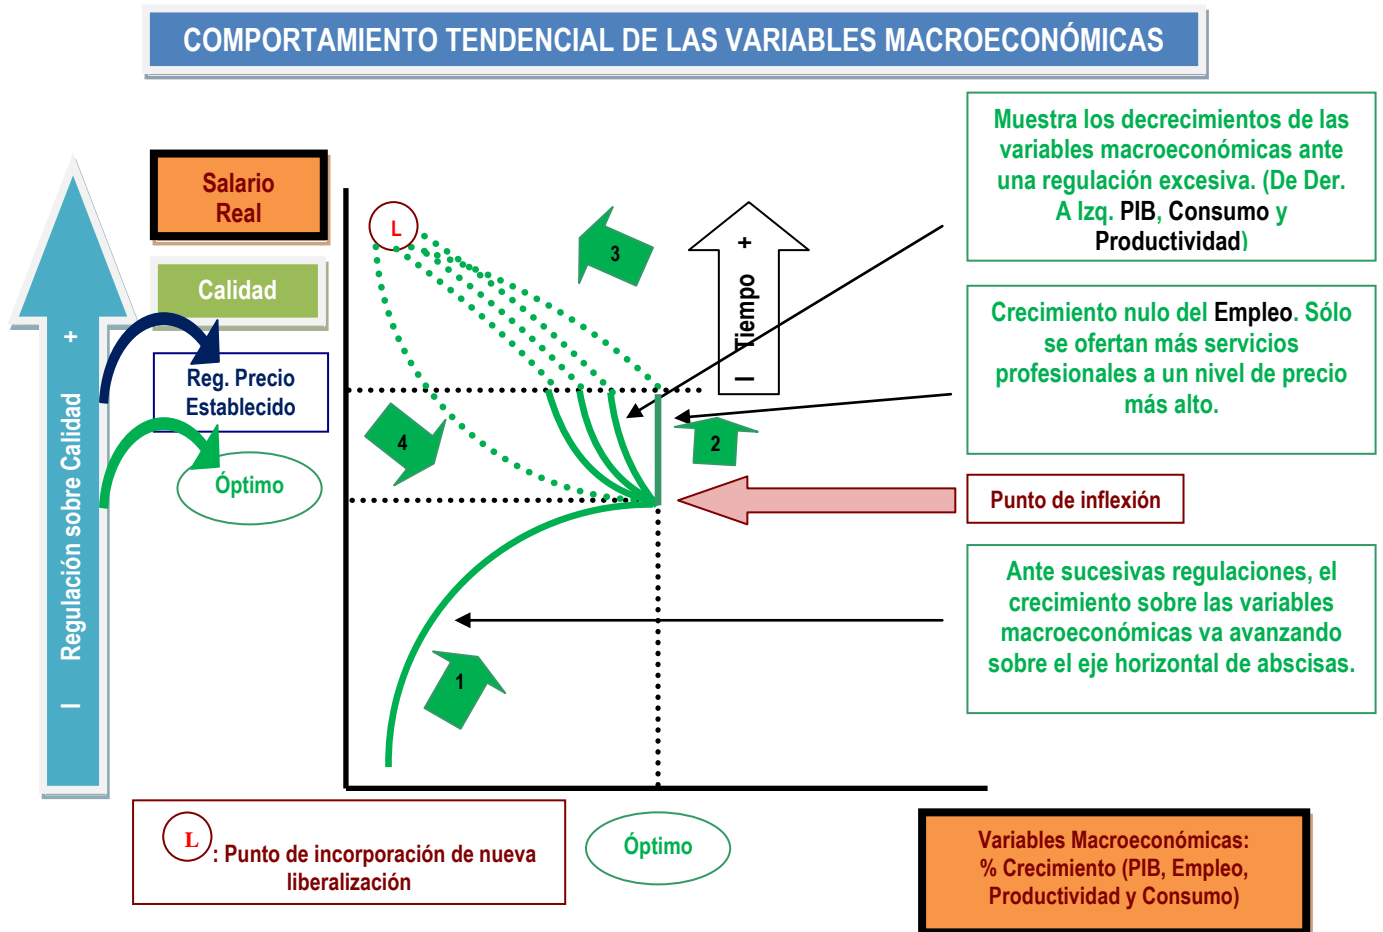 COMPORTAMIENTO TENDENCIAL DE LAS VARIABLES MACROECONÓMICAS
I Regulación sobre Calidad +
Salario
Real
Calidad
Reg. Precio
Establecido
Óptimo
L
3
I Tiempo +
4
2
1
Muestra los decrecimientos de las
variables macroeconómicas ante
una regulación excesiva. (De Der.
A Izq. PIB, Consumo y
Productividad)
Crecimiento nulo del Empleo. Sólo
se ofertan más servicios
profesionales a un nivel de precio
más alto.
Punto de inflexión
Ante sucesivas regulaciones, el
crecimiento sobre las variables
macroeconómicas va avanzando
sobre el eje horizontal de abscisas.
L : Punto de incorporación de nueva
liberalización
Óptimo
Variables Macroeconómicas:
% Crecimiento (PIB, Empleo,
Productividad y Consumo)